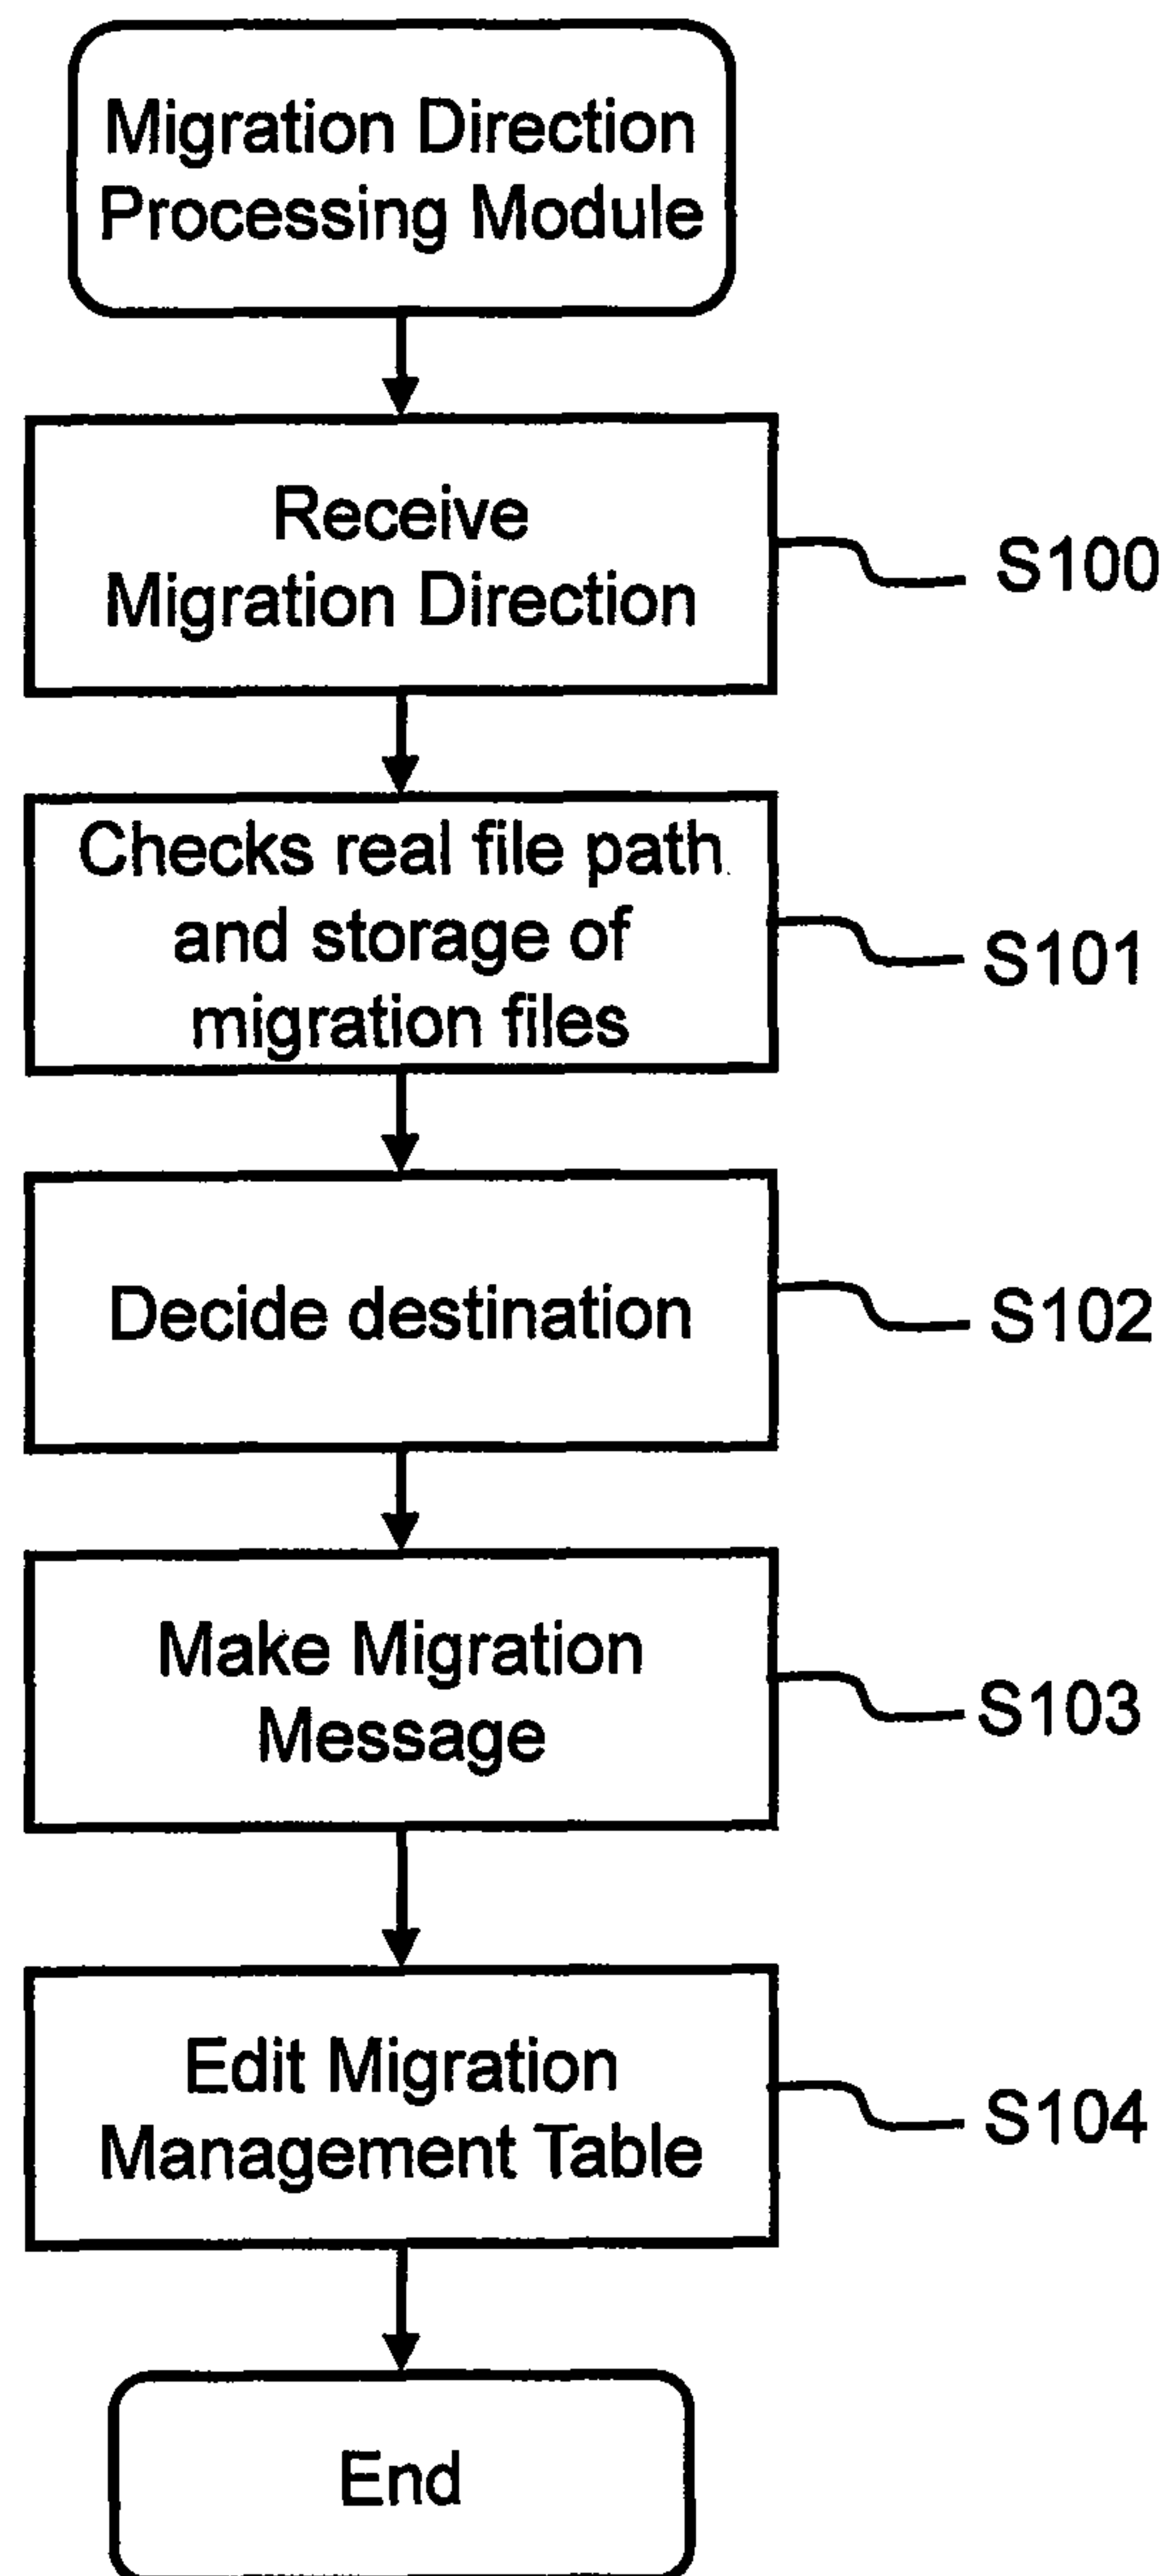 Migration Direction
Processing Module
Receive
Migration Direction
S100
Checks real file path
and storage of
migration files
S101
Decide destination
S102
Make Migration
Message
S103
Edit Migration
Management Table
S104
End